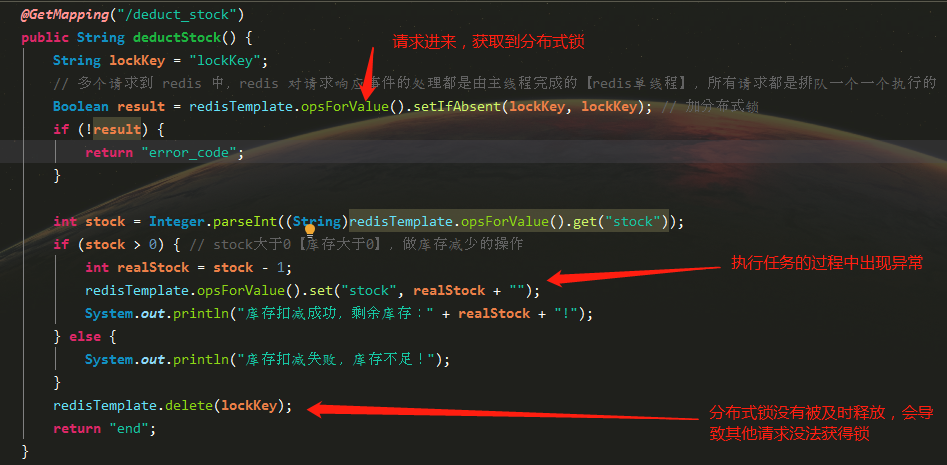 @GetMapping("/deduct_stock")
public String deductStock() {
请求进来，获取到分布式锁
String lockKey = "lockKey";
// 多个请求到 redis 中，redis 对请求响应事件的处理都是由主线程完成的【redis单线程】，所有请求都是排队一个一个执行的
Boolean result = redisTemplate.opsForValue().setIfAbsent(lockKey, lockKey); // 加分布式锁
if (!result) {
return "error_code";
}
int stock = Integer.parseInt((String)redisTemplate.opsForValue().get("stock"));
if (stock > 0) { // stock大于0【库存大于0】，做库存减少的操作
int realStock = stock - 1;
执行任务的过程中出现异常
redisTemplate.opsForValue().set("stock", realStock + "");
System.out.println("库存扣减成功，剩余库存：" + realStock + "!");
} else {
System.out.println("库存扣减失败，库存不足！");
}
redisTemplate.delete(lockKey);
分布式锁没有被及时释放，会导
致其他请求没法获得锁
return "end";
}